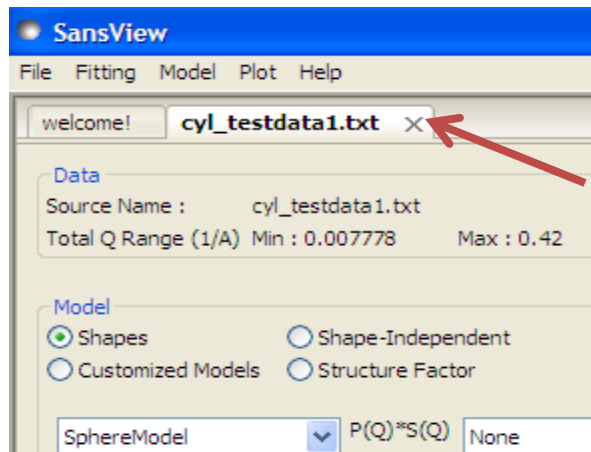 SansView
File Fitting Model Plot Help
welcome! cyl_testdata1.txt
Data
Source Name : cyl_testdata1.txt
Total Q Range (1/A) Min : 0.007778 Max : 0.42
Model
Shapes Shape-Independent
Customized Models Structure Factor
SphereModel P(Q)*S(Q) None